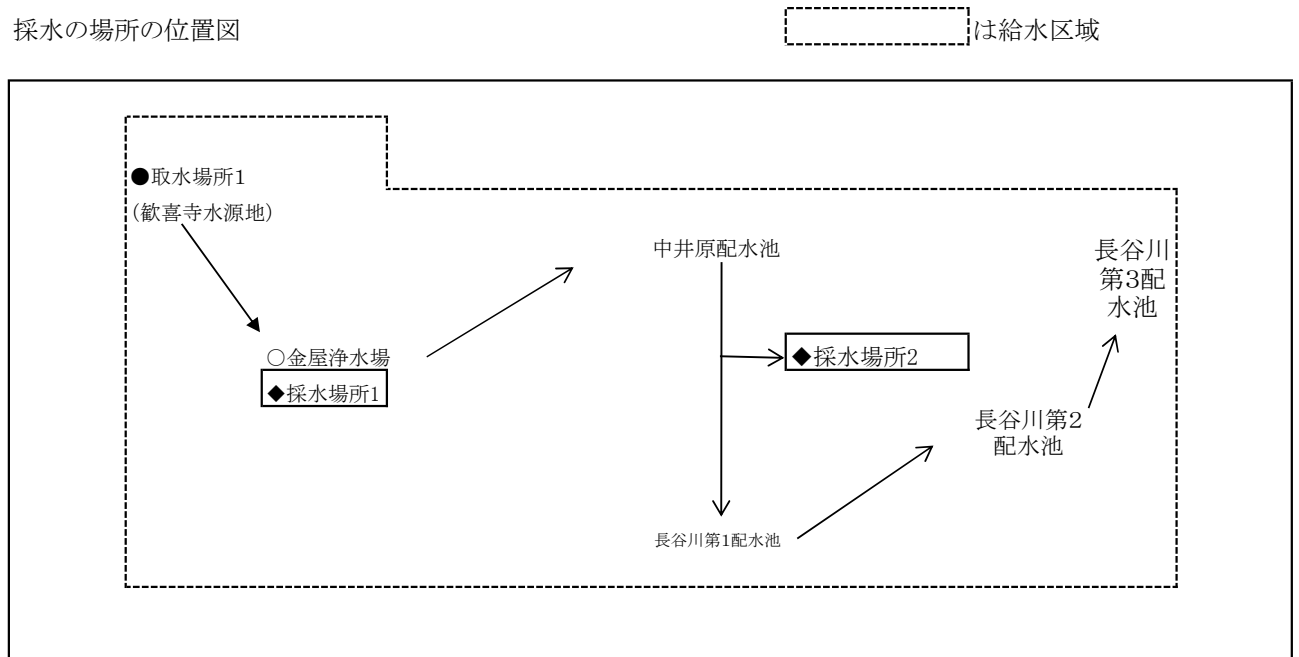 採水の場所の位置図
は給水区域
●取水場所1
(歓喜寺水源地)
中井原配水池
長谷川
第3配
水池
○金屋浄水場
◆採水場所1
◆採水場所2
長谷川第2
配水池
長谷川第1配水池